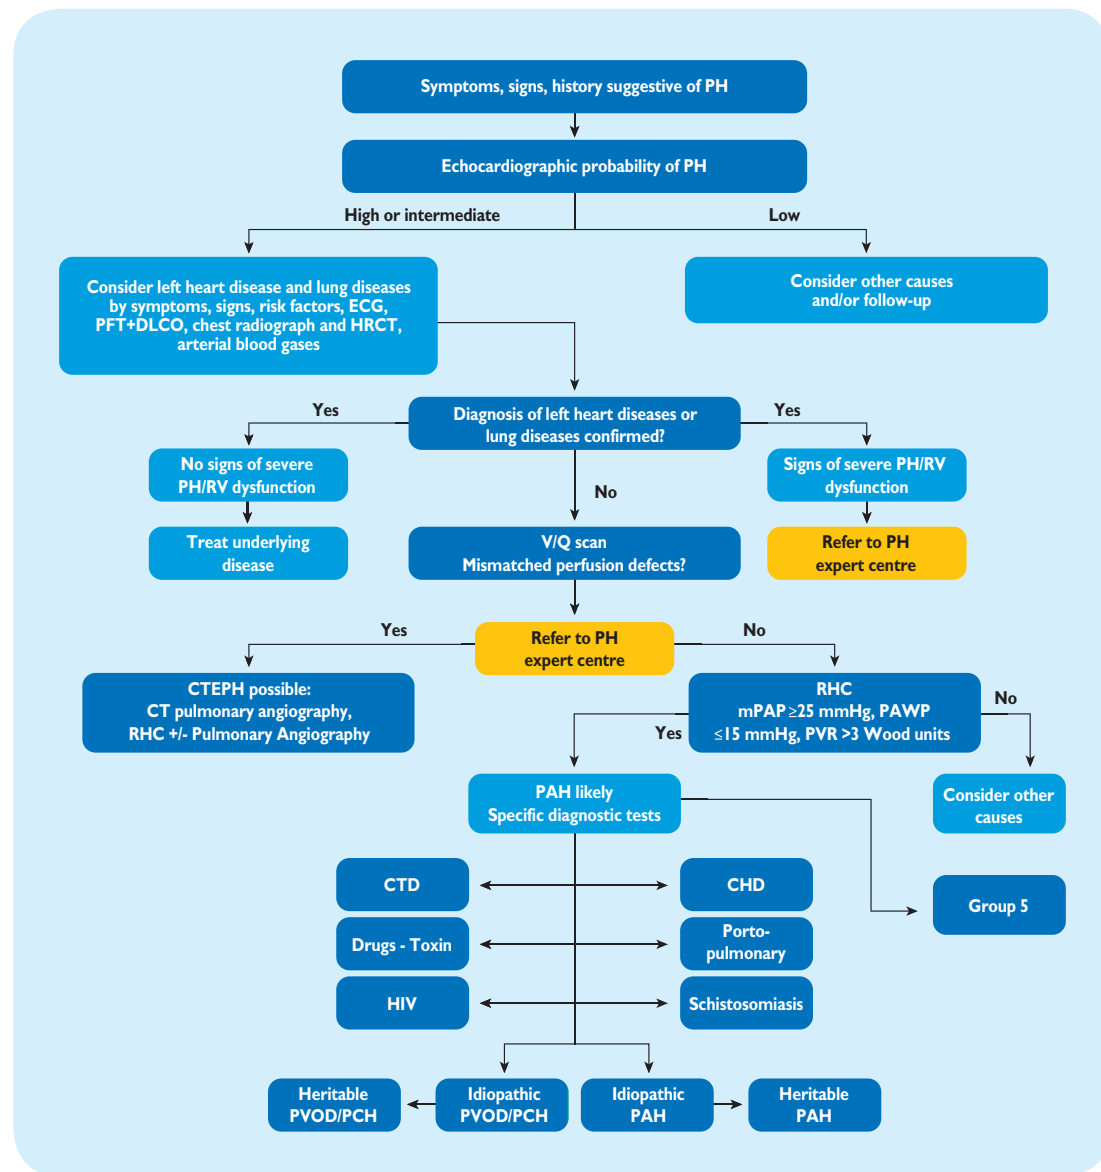 Symptoms, signs, history suggestive of PH
Echocardiographic probability of PH
High or intermediate
Low
Consider left heart disease and lung diseases
by symptoms, signs, risk factors, ECG,
PFT+DLCO, chest radiograph and HRCT,
arterial blood gases
Consider other causes
and/or follow-up
Yes
Diagnosis of left heart diseases or
lung diseases confirmed?
Yes
No signs of severe
PH/RV dysfunction
Signs of severe PH/RV
dysfunction
No
Treat underlying
disease
V/Q scan
Mismatched perfusion defects?
Refer to PH
expert centre
Yes
Refer to PH
expert centre
No
CTEPH possible:
CT pulmonary angiography,
RHC +/- Pulmonary Angiography
RHC
mPAP ≥25 mmHg, PAWP
≤15 mmHg, PVR >3 Wood units
No
Yes
PAH likely
Specific diagnostic tests
Consider other
causes
CTD
CHD
Group 5
Drugs - Toxin
Porto-
pulmonary
HIV
Schistosomiasis
Heritable
PVOD/PCH
Idiopathic
PVOD/PCH
Idiopathic
PAH
Heritable
PAH